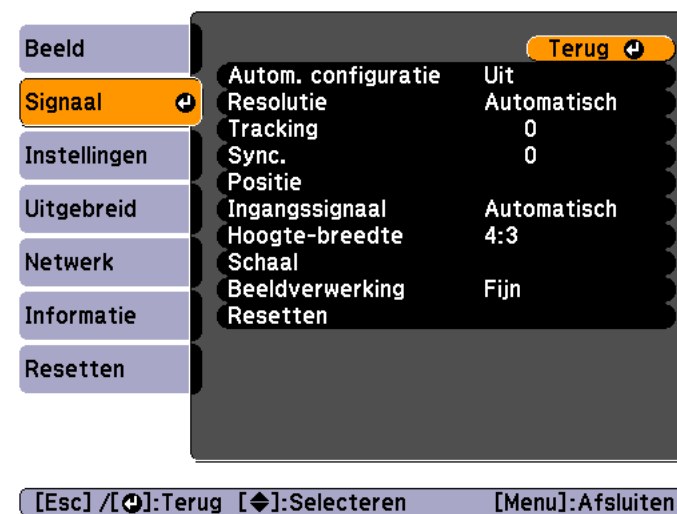 Beeld
Signaal
Instellingen
Uitgebreid
Netwerk
Informatie
Resetten
Terug
Autom. configuratie Uit
Resolutie Automatisch
Tracking 0
Sync. 0
Positie
Ingangssignaal Automatisch
Hoogte-breedte 4:3
Schaal
Beeldverwerking Fijn
Resetten
[Esc] /[⏎]:Terug [◆]:Selecteren [Menu]:Afsluiten